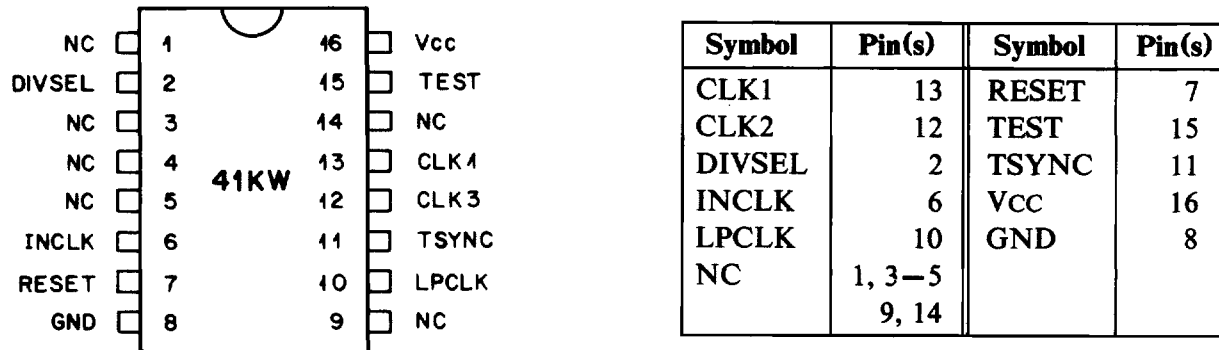 NC 1 16 Vcc
DIVSEL 2 15 TEST
NC 3 14 NC
NC 4 13 CLK1
41KW
NC 5 12 CLK3
INCLK 6 11 TSYNC
RESET 7 10 LPCLK
GND 8 9 NC
Symbol Pin(s) Symbol Pin(s)
CLK1 13 RESET 7
CLK2 12 TEST 15
DIVSEL 2 TSYNC 11
INCLK 6 VCC 16
LPCLK 10 GND 8
NC 1, 3–5
9, 14